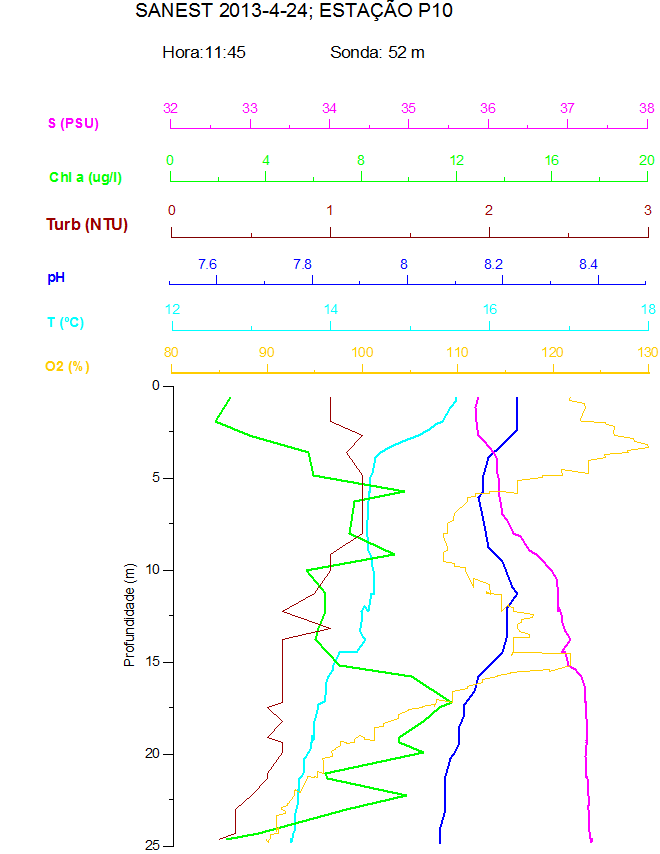 SANEST 2013-4-24; ESTAÇÃO P10
Hora:11:45 Sonda: 52 m
32 33 34 35 36 37 38
S (PSU)
0 4 8 12 16 20
Chl a (ug/l)
0 1 2 3
Turb (NTU)
7.6 7.8 8 8.2 8.4
pH
12 14 16 18
T (ºC)
80 90 100 110 120 130
O2 (%)
0
5
10
15
20
25
Profundidade (m)